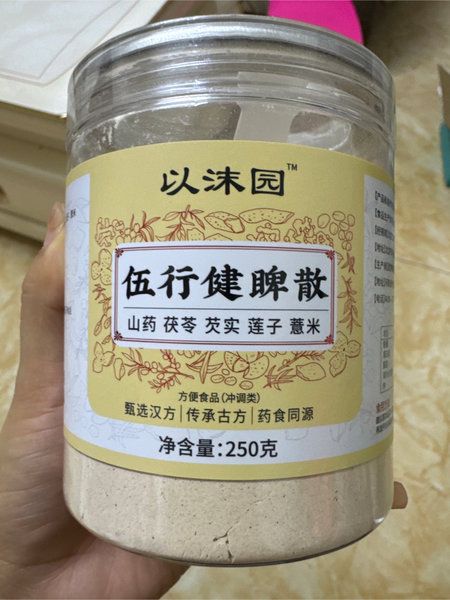 以沫园™
伍行健睥散
山药 茯苓 芡实 莲子 薏米
方便食品(冲调类)
甄选汉方|传承古方|药食同源
净含量:250克